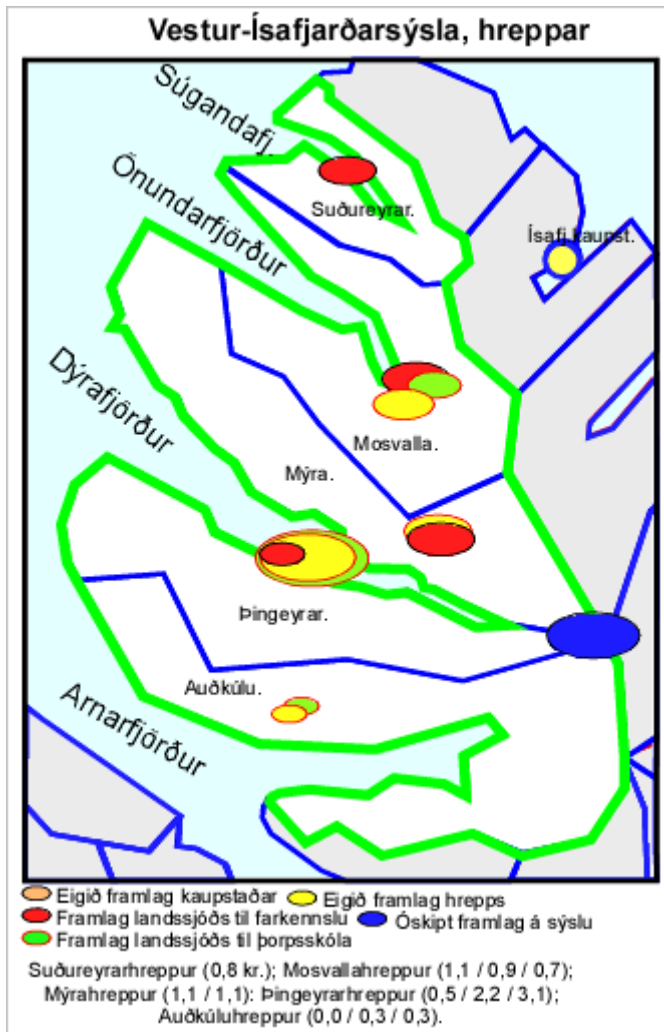 Vestur-Ísafjarðarsýsla, hreppar
Súgandafj.
Önundarfjörður
Suðureyrar.
Ísafj.kaupst.
Dýrafjörður
Mosvalla.
Mýra.
Þingeyrar.
Auðkúlu.
Arnarfjörður
Eigið framlag kaupstaðar Eigið framlag hrepps
Framlag landssjóðs til farkennslu Óskipt framlag á sýslu
Framlag landssjóðs til þorpsskóla
Suðureyrarhreppur (0,8 kr.); Mosvallahreppur (1,1 / 0,9 / 0,7);
Mýrahreppur (1,1 / 1,1): Þingeyrarhreppur (0,5 / 2,2 / 3,1);
Auðkúluhreppur (0,0 / 0,3 / 0,3).